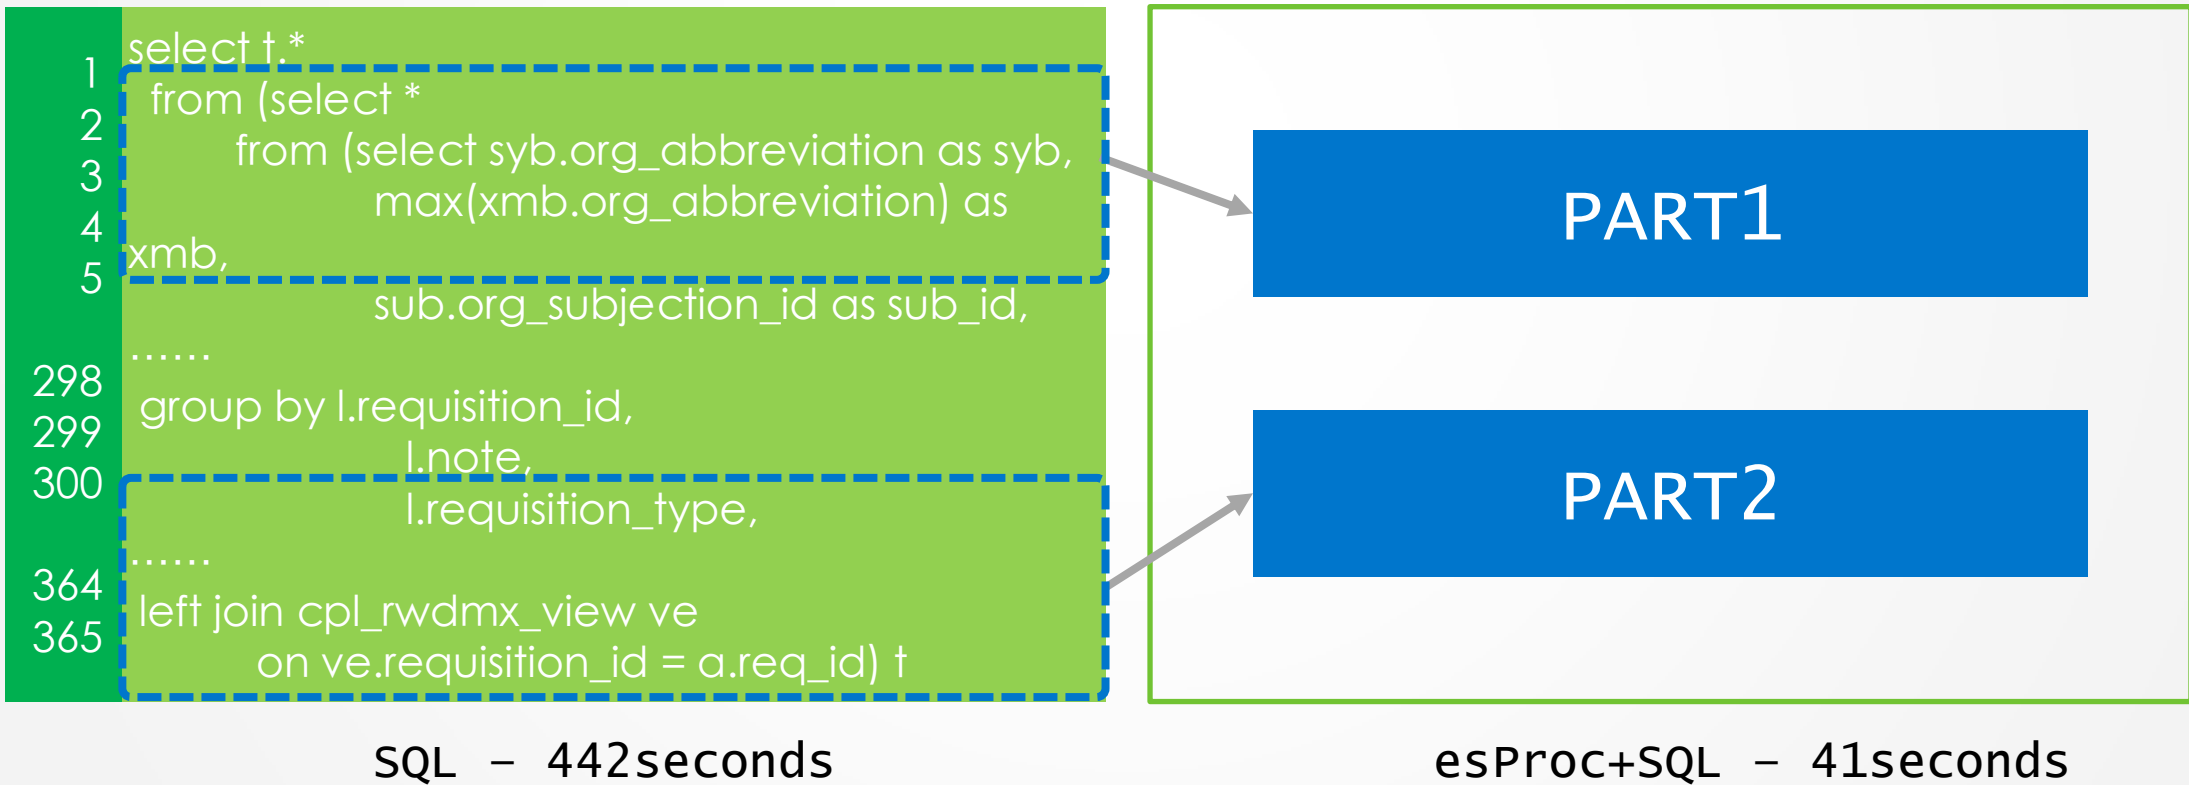 1
2
3
4
5
298
299
300
364
365
select t.*
from (select *
from (select syb.org_abbreviation as syb,
max(xmb.org_abbreviation) as
xmb,
sub.org_subjection_id as sub_id,
……
group by l.requisition_id,
l.note,
l.requisition_type,
……
left join cpl_rwdmx_view ve
on ve.requisition_id = a.req_id) t
PART1
PART2
SQL – 442seconds
esProc+SQL – 41seconds